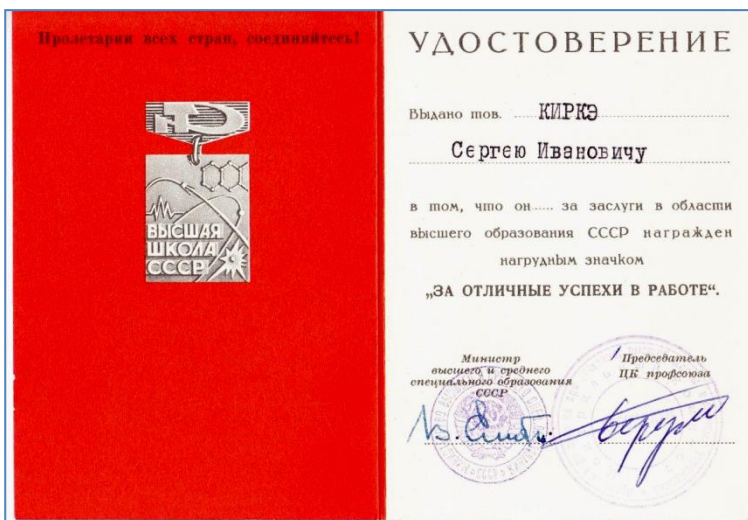 Пролетарии всех стран, соединяйтесь!
ВЫСШАЯ
ШКОЛА
СССР
УДОСТОВЕРЕНИЕ
Выдано тов. КИРКЭ
Сергею Ивановичу
в том, что он..... за заслуги в области
высшего образования СССР награжден
нагрудным значком
„ЗА ОТЛИЧНЫЕ УСПЕХИ В РАБОТЕ“.
Министр
высшего и среднего
специального образования
СССР
Председатель
ЦК профсоюза